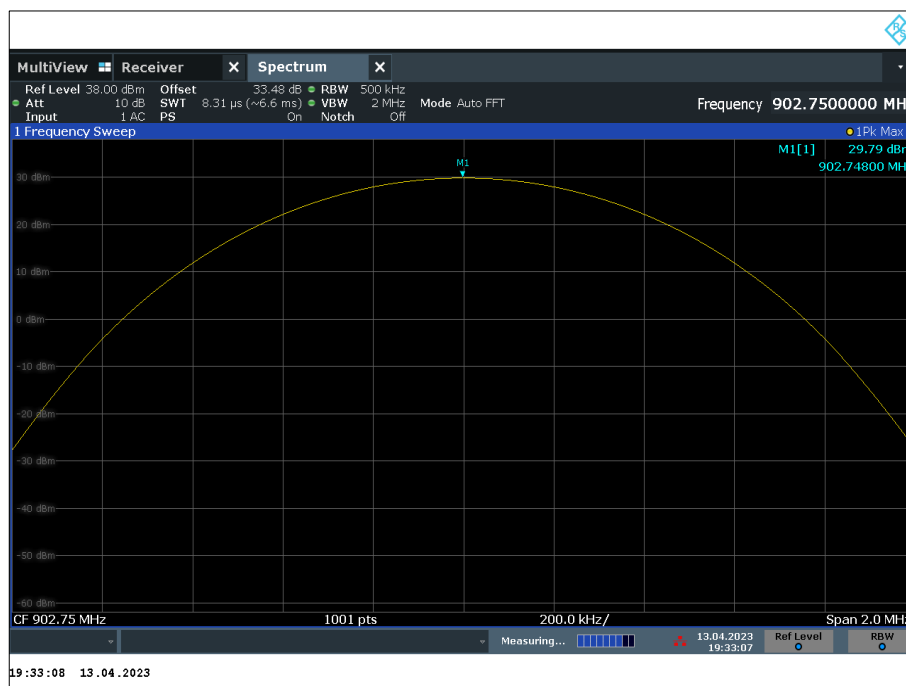 R
S
MultiView Receiver X Spectrum X
Ref Level 38.00 dBm Offset 33.48 dB RBW 500 kHz
Att 10 dB SWT 8.31 µs (~6.6 ms) VBW 2 MHz Mode Auto FFT Frequency 902.7500000 MH
Input 1 AC PS On Notch Off
1 Frequency Sweep 1Pk Max
M1[1] 29.79 dBr
902.74800 MH
M1
30 dBm
20 dBm
10 dBm
0 dBm
-10 dBm
-20 dBm
-30 dBm
-40 dBm
-50 dBm
-60 dBm
CF 902.75 MHz 1001 pts 200.0 kHz/ Span 2.0 MHz
Measuring... 13.04.2023 19:33:07 Ref Level RBW
19:33:08 13.04.2023